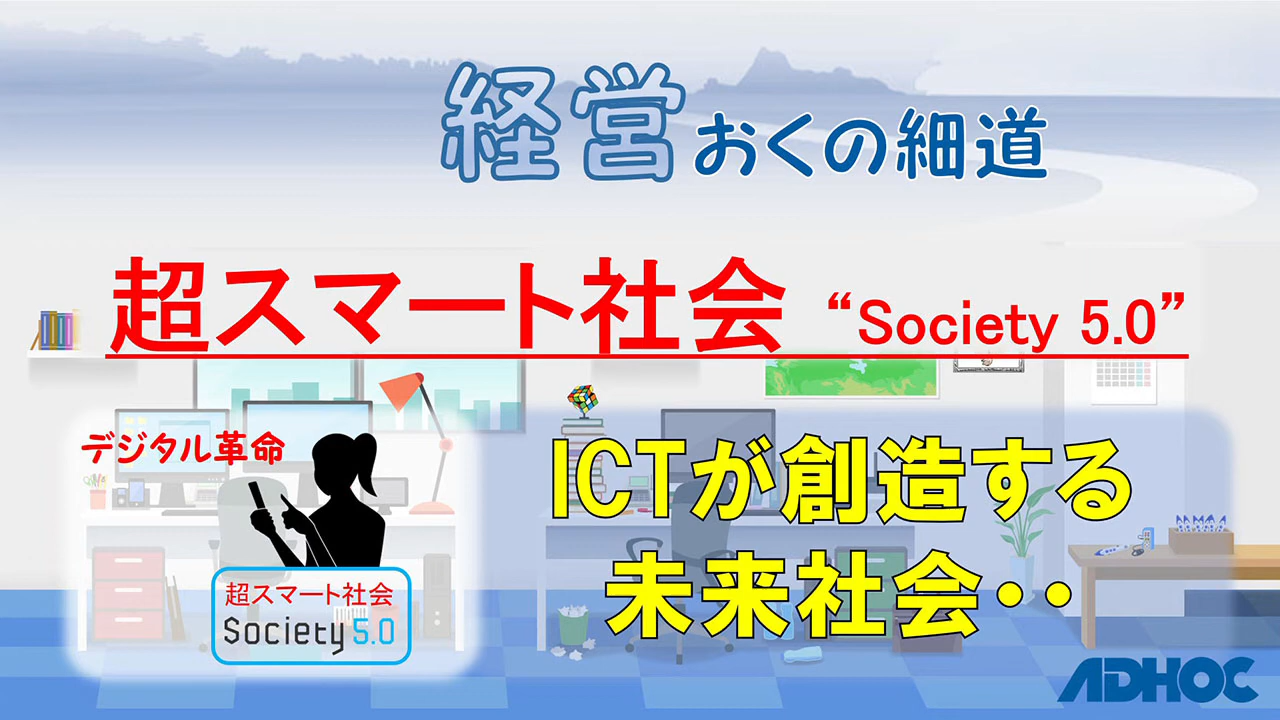 経営おくの細道
超スマート社会 “Society 5.0”
デジタル革命
超スマート社会
Society 5.0
ICTが創造する
未来社会・・
ADHOC